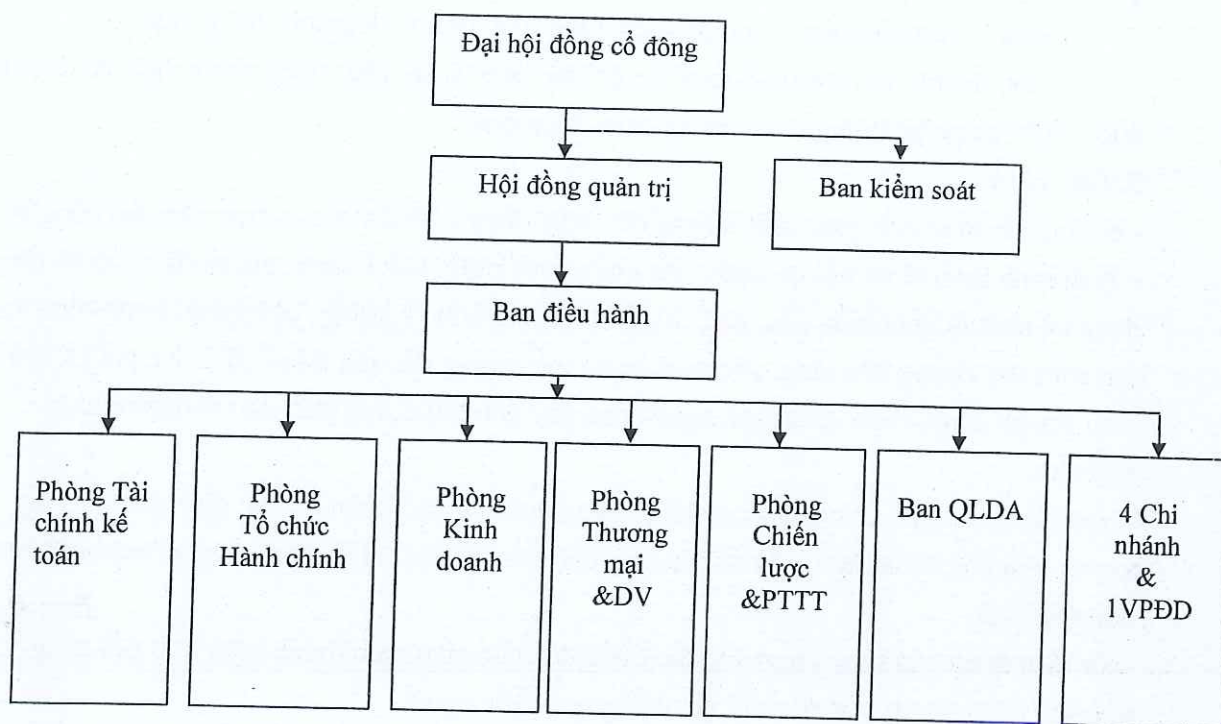 Đại hội đồng cổ đông
Hội đồng quản trị
Ban kiểm soát
Ban điều hành
Phòng Tài
chính kế
toán
Phòng
Tổ chức
Hành chính
Phòng
Kinh
doanh
Phòng
Thương
mại
&DV
Phòng
Chiến
lược
&PTTT
Ban QLDA
4 Chi
nhánh
&
1VPĐD